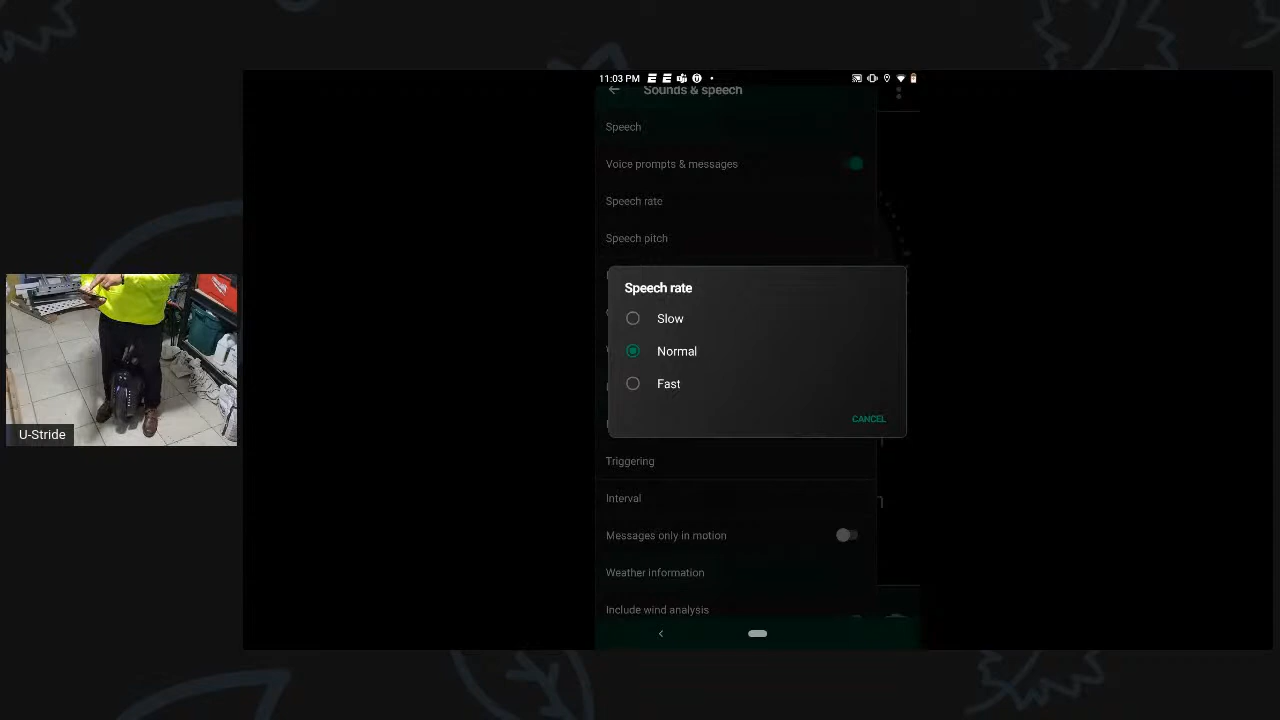 11:03 PM
Sounds & speech
Speech
Voice prompts & messages
Speech rate
Speech pitch
Speech rate
Slow
Normal
Fast
CANCEL
Triggering
Interval
Messages only in motion
Weather information
Include wind analysis
U-Stride